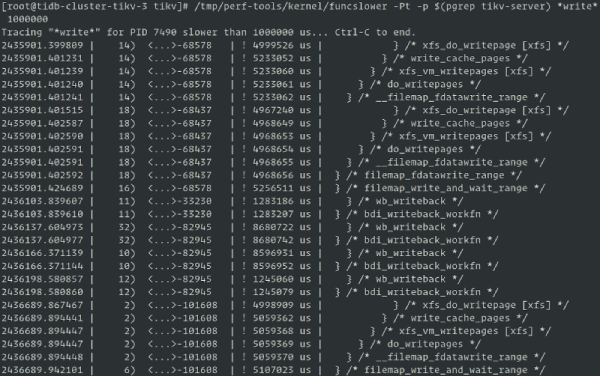 [root@tidb-cluster-tikv-3 tikv]# /tmp/perf-tools/kernel/funcslower -Pt -p $(pgrep tikv-server) *write*
 1000000
Tracing "*write*" for PID 7490 slower than 1000000 us... Ctrl-C to end.
2435901.399809 |   14)  <...>-68578    | ! 4999526 us |            } /* xfs_do_writepage [xfs] */
2435901.401231 |   14)  <...>-68578    | ! 5233052 us |          } /* write_cache_pages */
2435901.401239 |   14)  <...>-68578    | ! 5233060 us |        } /* xfs_vm_writepages [xfs] */
2435901.401240 |   14)  <...>-68578    | ! 5233061 us |      } /* do_writepages */
2435901.401241 |   14)  <...>-68578    | ! 5233062 us |    } /* __filemap_fdatawrite_range */
2435901.401515 |   18)  <...>-68437    | ! 4967240 us |            } /* xfs_do_writepage [xfs] */
2435901.402587 |   18)  <...>-68437    | ! 4968649 us |          } /* write_cache_pages */
2435901.402590 |   18)  <...>-68437    | ! 4968653 us |        } /* xfs_vm_writepages [xfs] */
2435901.402591 |   18)  <...>-68437    | ! 4968654 us |      } /* do_writepages */
2435901.402591 |   18)  <...>-68437    | ! 4968655 us |    } /* __filemap_fdatawrite_range */
2435901.402592 |   18)  <...>-68437    | ! 4968656 us |  } /* filemap_fdatawrite_range */
2435901.424689 |   16)  <...>-68578    | ! 5256511 us |  } /* filemap_write_and_wait_range */
2436103.839607 |   11)  <...>-33230    | ! 1283186 us |    } /* wb_writeback */
2436103.839610 |   11)  <...>-33230    | ! 1283207 us |  } /* bdi_writeback_workfn */
2436137.604973 |   32)  <...>-82945    | ! 8680722 us |    } /* wb_writeback */
2436137.604977 |   32)  <...>-82945    | ! 8680742 us |  } /* bdi_writeback_workfn */
2436166.371139 |   10)  <...>-82945    | ! 8596931 us |    } /* wb_writeback */
2436166.371144 |   10)  <...>-82945    | ! 8596951 us |  } /* bdi_writeback_workfn */
2436198.580857 |   12)  <...>-82945    | ! 1245060 us |    } /* wb_writeback */
2436198.580860 |   12)  <...>-82945    | ! 1245079 us |  } /* bdi_writeback_workfn */
2436689.867467 |    2)  <...>-101608   | ! 4998909 us |            } /* xfs_do_writepage [xfs] */
2436689.894441 |    2)  <...>-101608   | ! 5059362 us |          } /* write_cache_pages */
2436689.894447 |    2)  <...>-101608   | ! 5059368 us |        } /* xfs_vm_writepages [xfs] */
2436689.894447 |    2)  <...>-101608   | ! 5059369 us |      } /* do_writepages */
2436689.894448 |    2)  <...>-101608   | ! 5059370 us |    } /* __filemap_fdatawrite_range */
2436689.942101 |    6)  <...>-101608   | ! 5107023 us |  } /* filemap_write_and_wait_range */